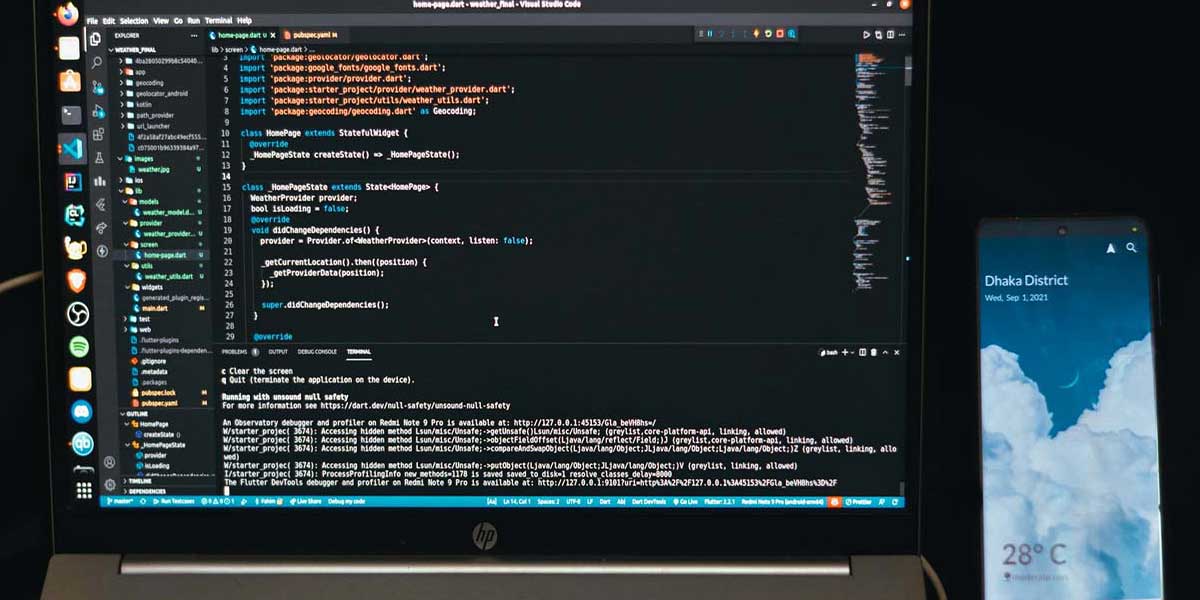 home-page.dart - weather_final - Visual Studio Code
File Edit Selection View Go Run Terminal Help
EXPLORER
home-page.dart U
pubspec.yaml M
WEATHER_FINAL
lib > screen > home-page.dart > ...
app
geocoding
geolocator_android
kotlin
path_provider
url_launcher
images
weather.jpg U
ios
lib
models
weather_model.d... U
provider
weather_provider... U
screen
home-page.dart U
utils
weather_utils.dart U
widgets
generated_plugin_regis...
main.dart M
test
web
.flutter-plugins
.flutter-plugins-dependen...
.gitignore
.metadata
.packages
pubspec.lock M
pubspec.yaml M
OUTLINE
HomePage
createState ()
_HomePageState
provider
isLoading
TIMELINE
DEPENDENCIES
3 import 'package:geolocator/geolocator.dart';
4 import 'package:google_fonts/google_fonts.dart';
5 import 'package:provider/provider.dart';
6 import 'package:starter_project/provider/weather_provider.dart';
7 import 'package:starter_project/utils/weather_utils.dart';
8 import 'package:geocoding/geocoding.dart' as Geocoding;
9
10 class HomePage extends StatefulWidget {
11 @override
12 _HomePageState createState() => _HomePageState();
13 }
14
15 class _HomePageState extends State<HomePage> {
16 WeatherProvider provider;
17 bool isLoading = false;
18 @override
19 void didChangeDependencies() {
20 provider = Provider.of<WeatherProvider>(context, listen: false);
21
22 _getCurrentLocation().then((position) {
23 _getProviderData(position);
24 });
25
26 super.didChangeDependencies();
27 }
28
29 @override
PROBLEMS 1 OUTPUT DEBUG CONSOLE TERMINAL
bash
c Clear the screen
q Quit (terminate the application on the device).
Running with unsound null safety
For more information see https://dart.dev/null-safety/unsound-null-safety
An Observatory debugger and profiler on Redmi Note 9 Pro is available at: http://127.0.0.1:45153/Gla_beVH8hs=/
W/starter_projec( 3674): Accessing hidden method Lsun/misc/Unsafe;->getUnsafe()Lsun/misc/Unsafe; (greylist,core-platform-api, linking, allowed)
W/starter_projec( 3674): Accessing hidden method Lsun/misc/Unsafe;->objectFieldOffset(Ljava/lang/reflect/Field;)J (greylist,core-platform-api, linking, allowed)
W/starter_projec( 3674): Accessing hidden method Lsun/misc/Unsafe;->compareAndSwapObject(Ljava/lang/Object;JLjava/lang/Object;Ljava/lang/Object;)Z (greylist, linking, allo
wed)
W/starter_projec( 3674): Accessing hidden method Lsun/misc/Unsafe;->putObject(Ljava/lang/Object;JLjava/lang/Object;)V (greylist, linking, allowed)
I/starter_projec( 3674): ProcessProfilingInfo new_methods=1178 is saved saved_to_disk=1 resolve_classes_delay=8000
The Flutter DevTools debugger and profiler on Redmi Note 9 Pro is available at: http://127.0.0.1:9101?uri=http%3A%2F%2F127.0.0.1%3A45153%2FGla_beVH8hs%3D%2F
master* Run Testcases Fahim Live Share Debug my code
Ln 14, Col 1 Spaces: 2 UTF-8 LF Dart Dart DevTools Go Live Flutter: 2.2.1 Redmi Note 9 Pro (android-arm64) Prettier
hp
Dhaka District
Wed, Sep 1, 2021
28° C